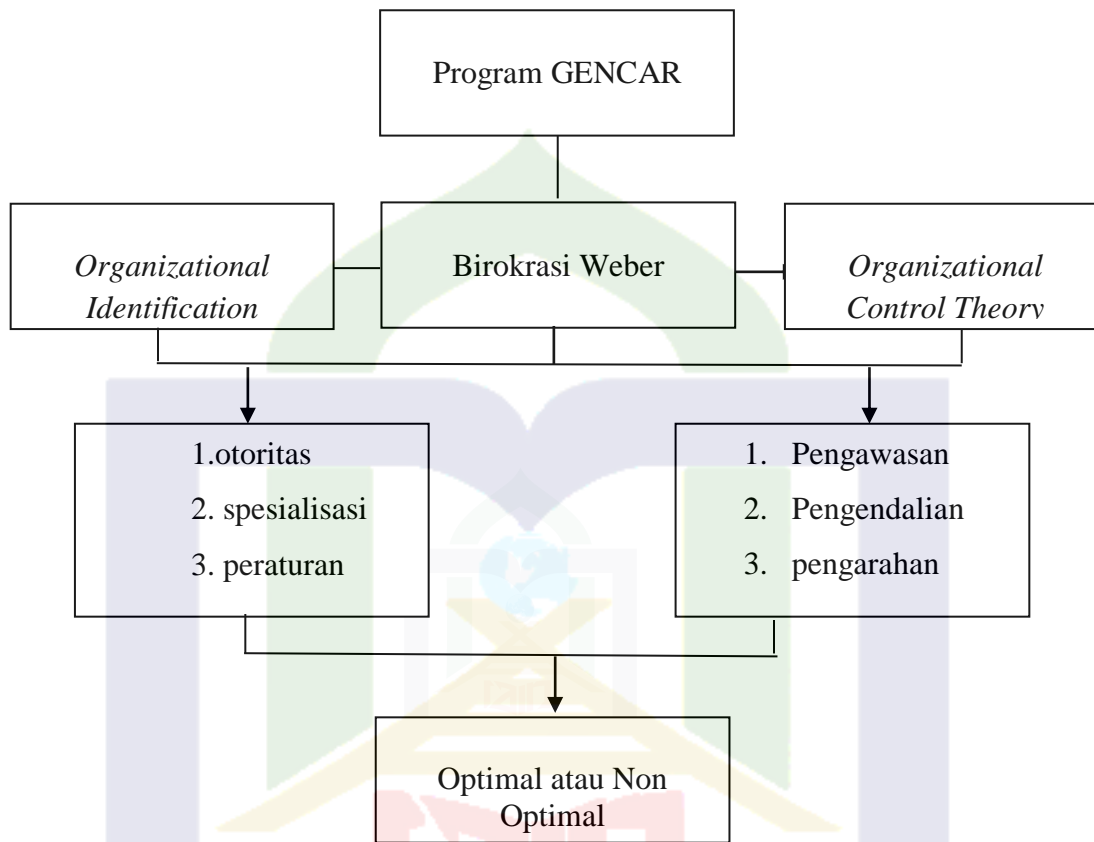 Program GENCAR
Organizational
Identification
Birokrasi Weber
Organizational
Control Theory
1.otoritas
2. spesialisasi
3. peraturan
1. Pengawasan
2. Pengendalian
3. pengarahan
Optimal atau Non
Optimal